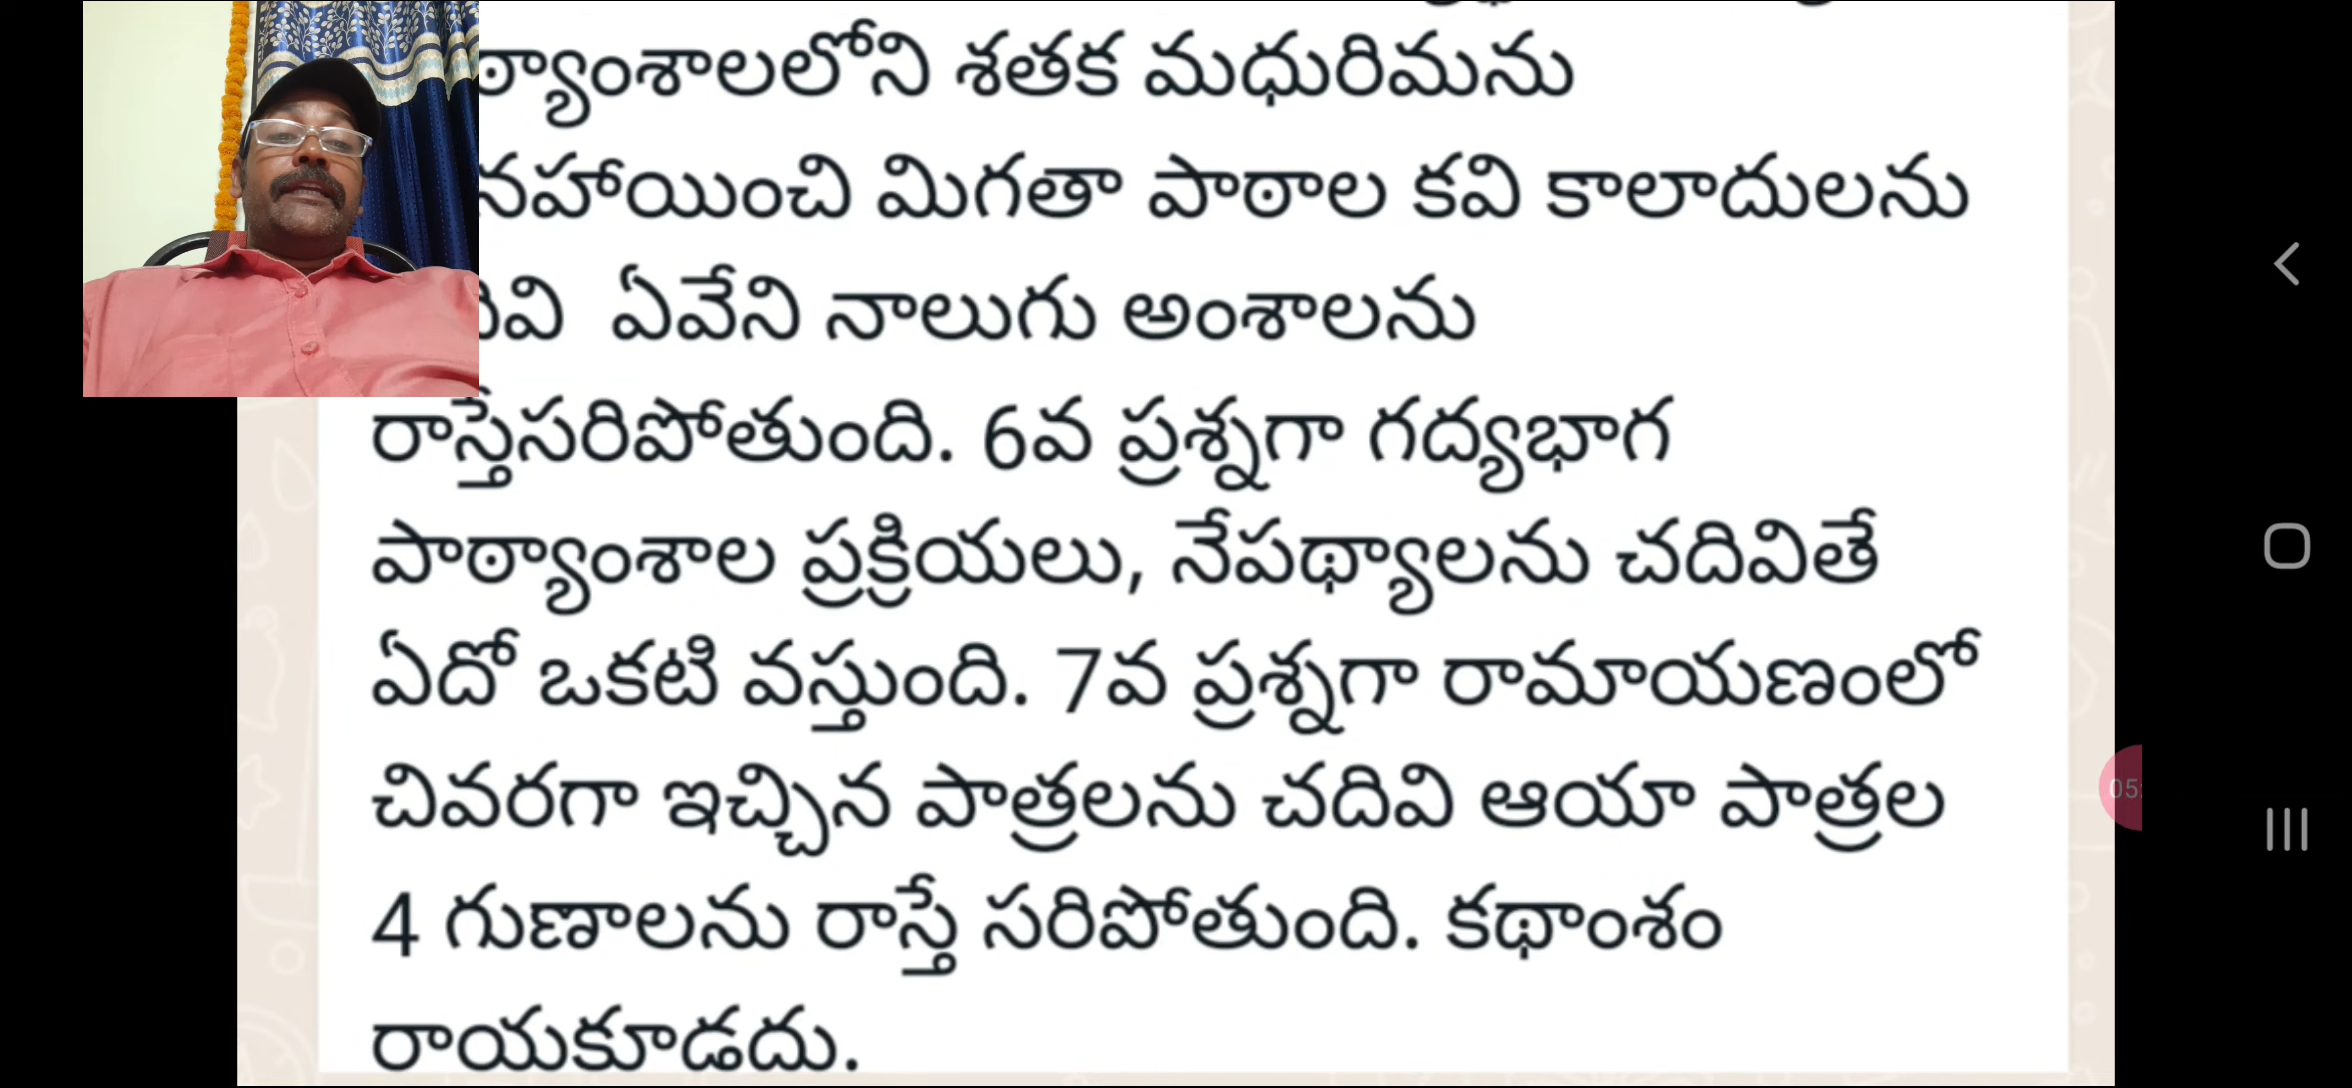 ఠ్యాంశాలలోని శతక మధురిమను
నహాయించి మిగతా పాఠాల కవి కాలాదులను
వి ఏవేని నాలుగు అంశాలను
రాస్తేసరిపోతుంది. 6వ ప్రశ్నగా గద్యభాగ
పాఠ్యాంశాల ప్రక్రియలు, నేపథ్యాలను చదివితే
ఏదో ఒకటి వస్తుంది. 7వ ప్రశ్నగా రామాయణంలో
చివరగా ఇచ్చిన పాత్రలను చదివి ఆయా పాత్రల
4 గుణాలను రాస్తే సరిపోతుంది. కథాంశం
రాయకూడదు.
05